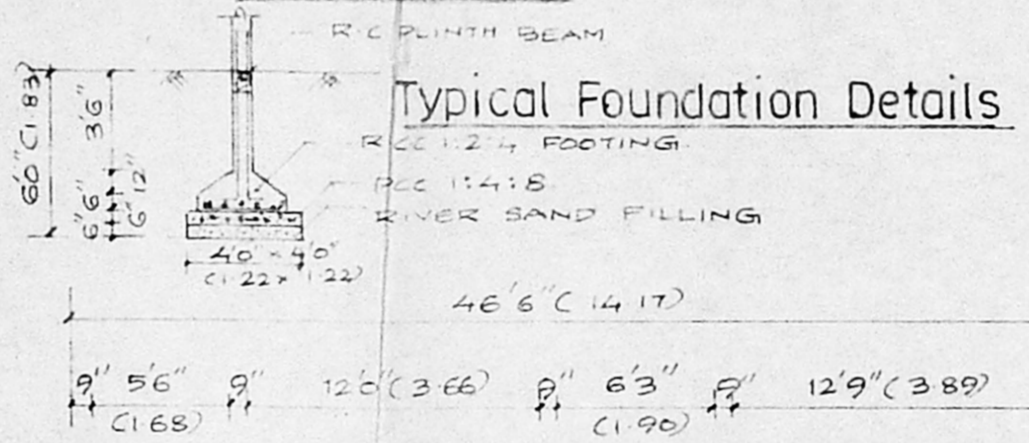 R.C PLINTH BEAM
Typical Foundation Details
RCC 1:2:4 FOOTING.
PCC 1:4:8
RIVER SAND FILLING
6'0" (1.83)
3'6"
6" 6" 12"
6"
4'0" × 4'0"
(1.22 × 1.22)
46'6" (14.17)
9" 5'6" 9" 12'0" (3.66) 9" 6'3" 9" 12'9" (3.89)
(1.68) (1.90)